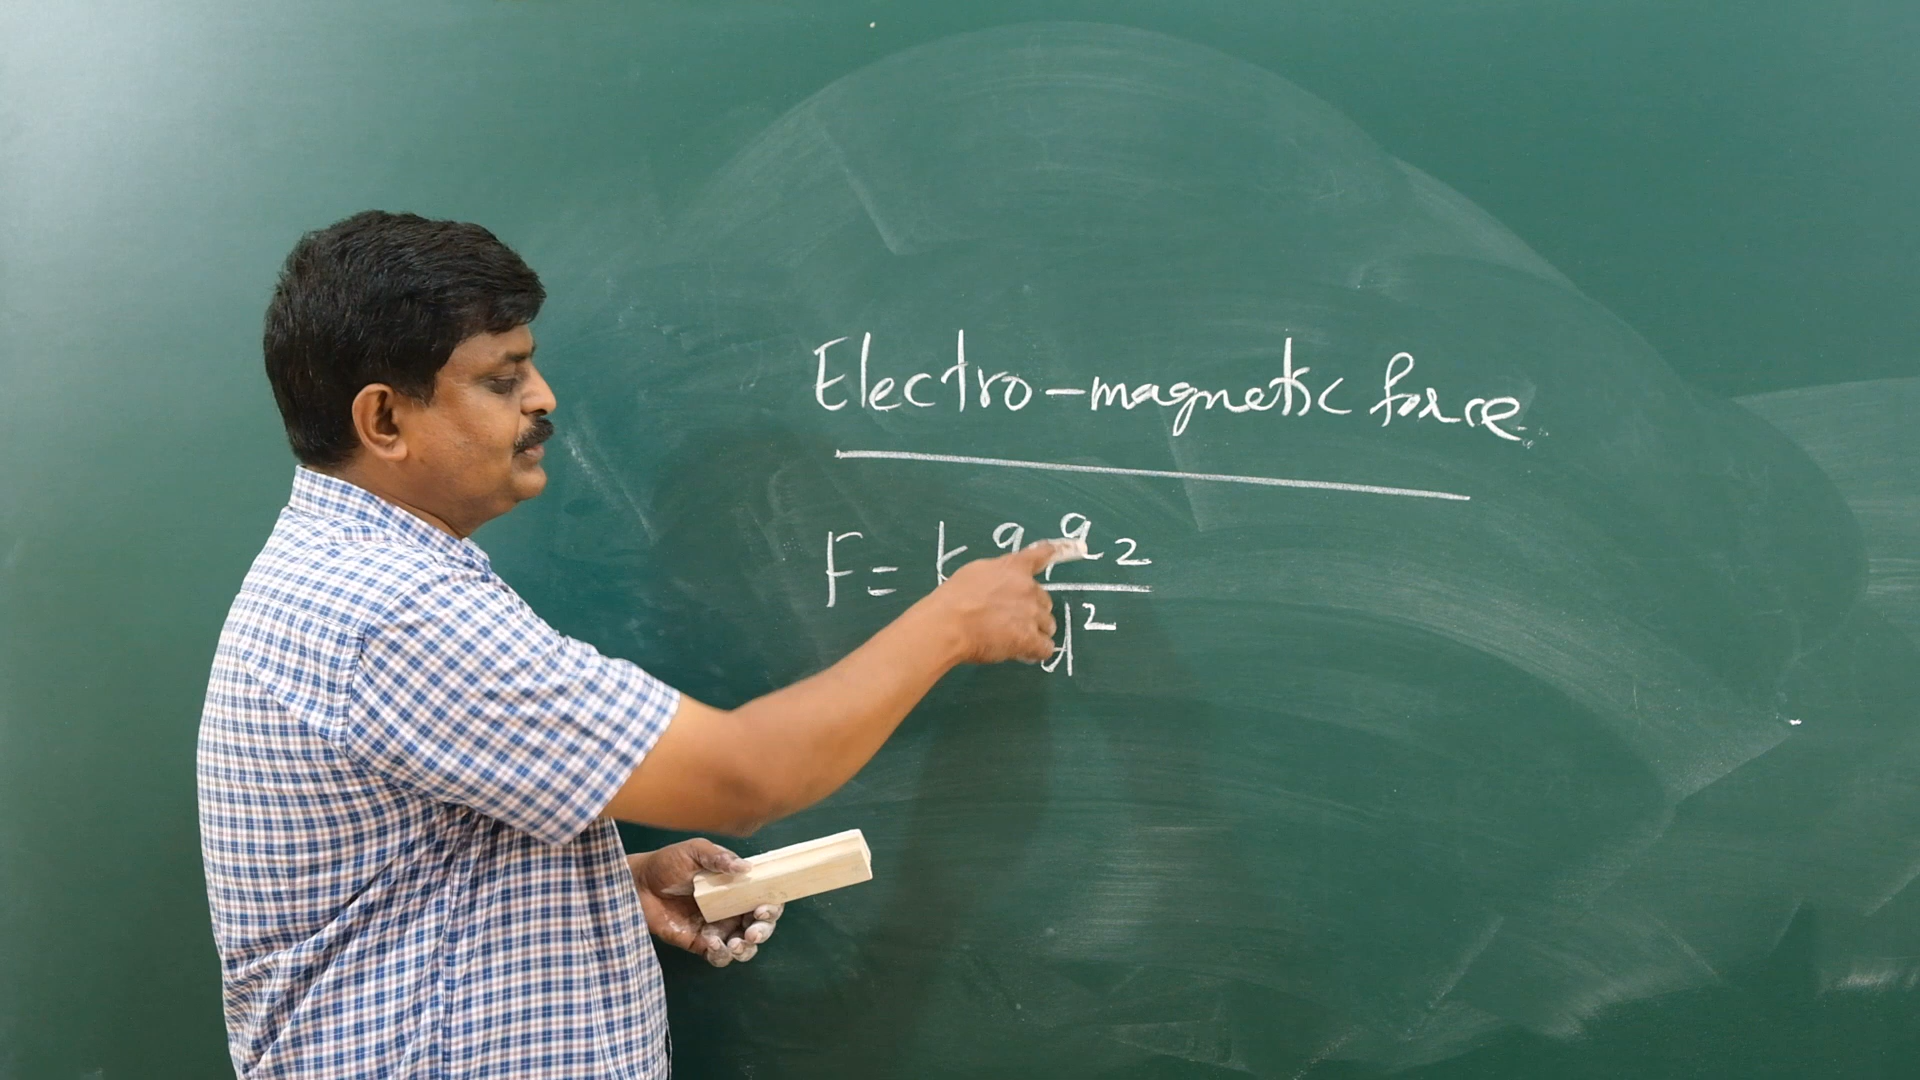 Electro-magnetic force
F = k q q2
d2